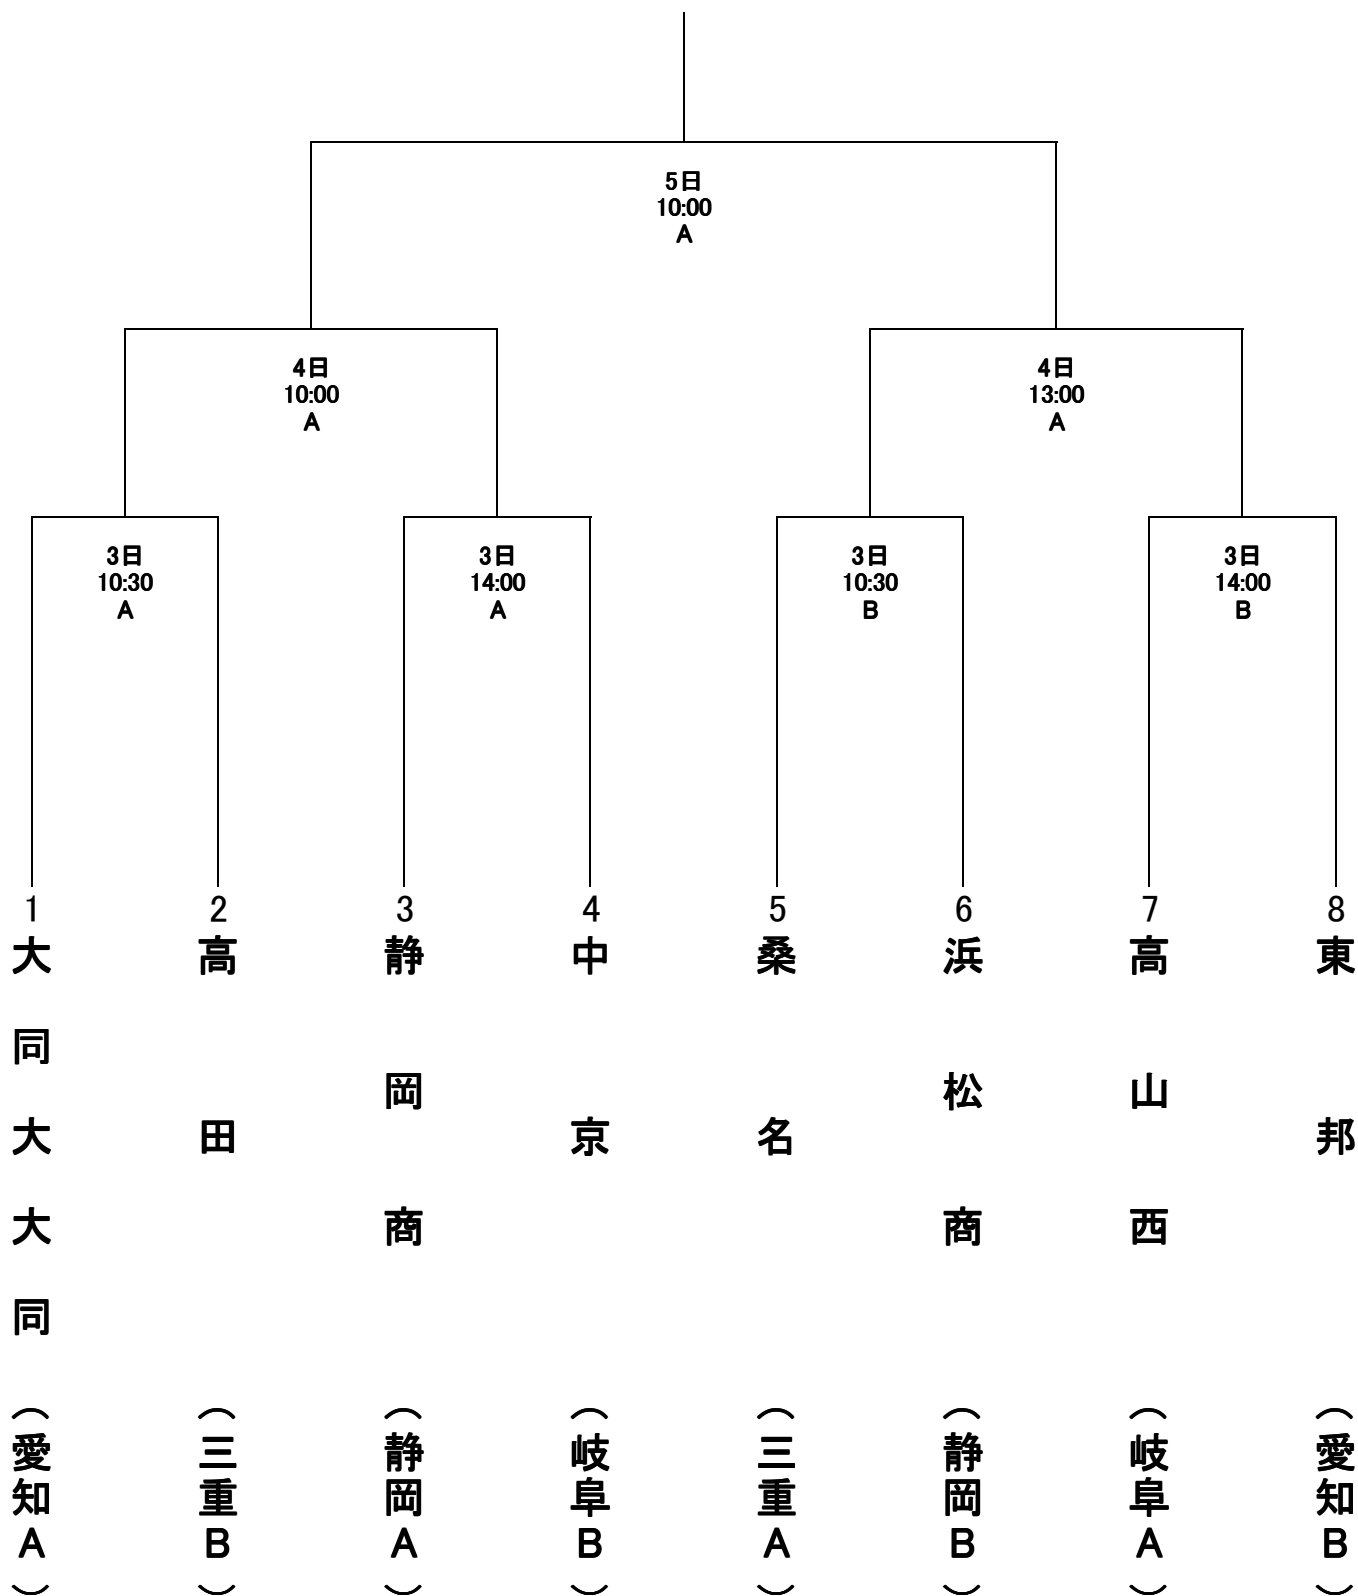 5日
10:00
A
4日
10:00
A
4日
13:00
A
3日
10:30
A
3日
14:00
A
3日
10:30
B
3日
14:00
B
1
大同大大同
（愛知A）
2
高田
（三重B）
3
静岡商
（静岡A）
4
中京
（岐阜B）
5
桑名
（三重A）
6
浜松商
（静岡B）
7
高山西
（岐阜A）
8
東邦
（愛知B）